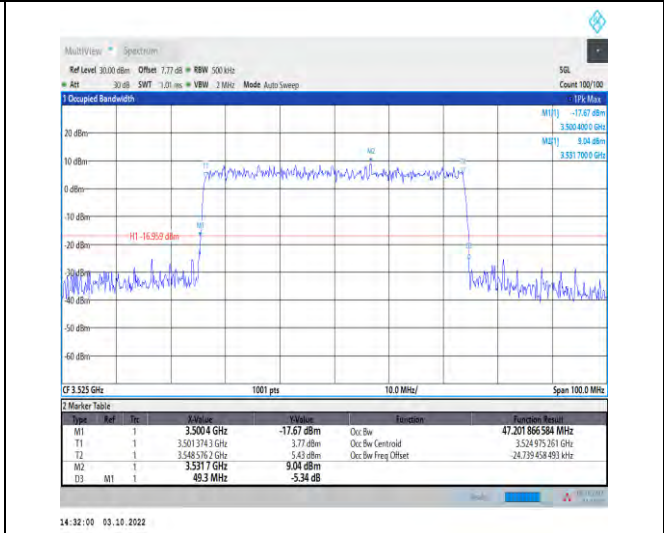 MultiView Spectrum
Ref Level 30.00 dBm Offset 7.77 dB RBW 500 kHz SGL
Att 30 dB SWT 1.01 ms VBW 2 MHz Mode Auto Sweep Count 100/100
1 Occupied Bandwidth 1Pk Max
M1[1] -17.67 dBm
3.500 400 0 GHz
20 dBm M2[1] 9.04 dBm
3.531 700 0 GHz
M2
10 dBm
T1
0 dBm
-10 dBm
M1
H1 -16.959 dBm
-20 dBm
-30 dBm
-40 dBm
-50 dBm
-60 dBm
CF 3.525 GHz 1001 pts 10.0 MHz/ Span 100.0 MHz
2 Marker Table
Type Ref Trc X-Value Y-Value Function Function Result
M1 1 3.5004 GHz -17.67 dBm Occ Bw 47.201 866 584 MHz
T1 1 3.501 374 3 GHz 3.77 dBm Occ Bw Centroid 3.524 975 261 GHz
T2 1 3.548 576 2 GHz 5.43 dBm Occ Bw Freq Offset -24.739 458 493 kHz
M2 1 3.531 7 GHz 9.04 dBm
D3 M1 1 49.3 MHz -5.34 dB
14:32:00 03.10.2022